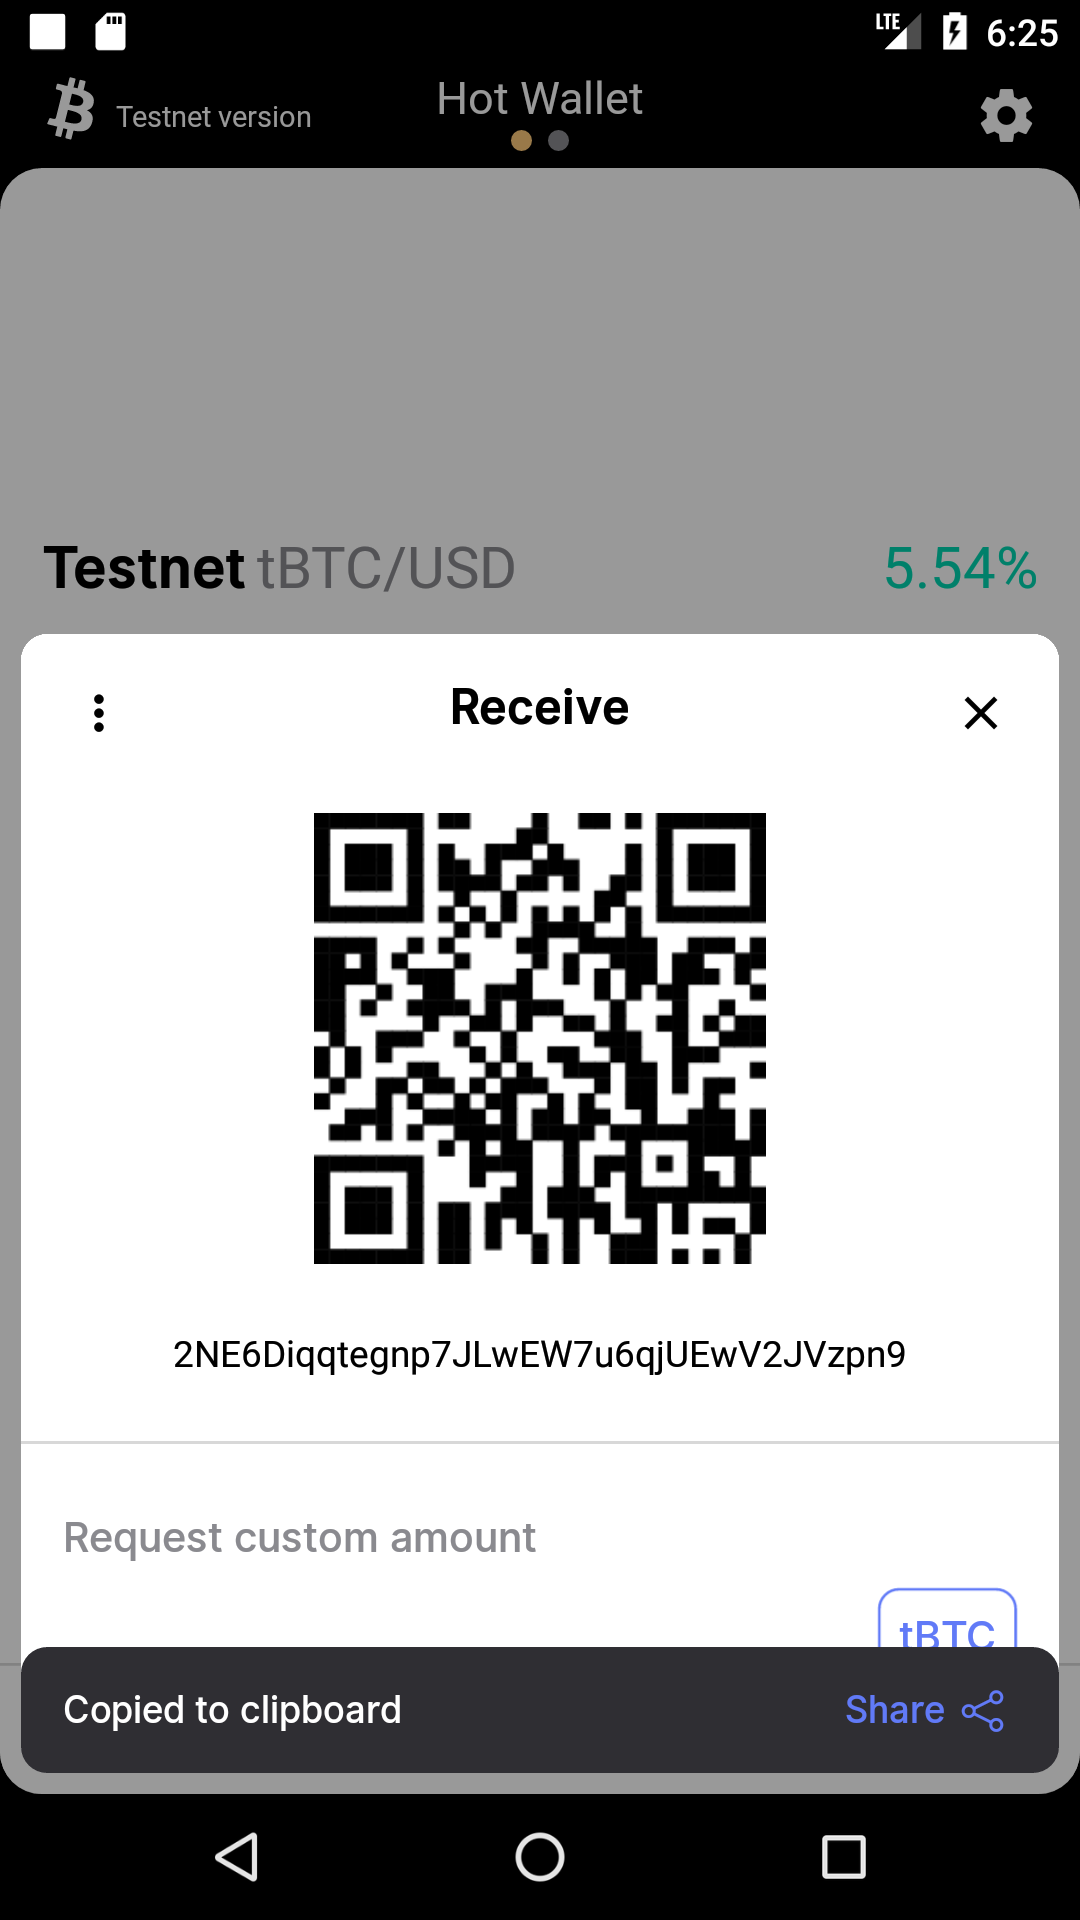 LTE 6:25
Testnet version
Hot Wallet
Testnet tBTC/USD 5.54%
Receive
2NE6Diqqtegnp7JLwEW7u6qjUEwV2JVzpn9
Request custom amount
tBTC
Copied to clipboard Share